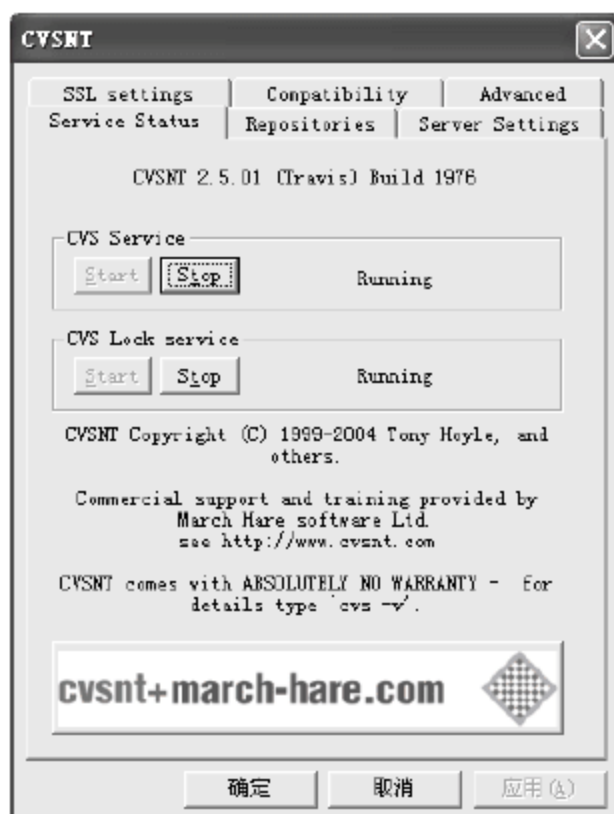 CVSNT
SSL settings
Compatibility
Advanced
Service Status
Repositories
Server Settings
CVSNT 2.5.01 (Travis) Build 1976
CVS Service
Start
Stop
Running
CVS Lock service
Start
Stop
Running
CVSNT Copyright (C) 1999-2004 Tony Hoyle, and
others.
Commercial support and training provided by
March Hare software Ltd
see http://www.cvsnt.com
CVSNT comes with ABSOLUTELY NO WARRANTY - for
details type `cvs -v'.
cvsnt+march-hare.com
确定
取消
应用(A)